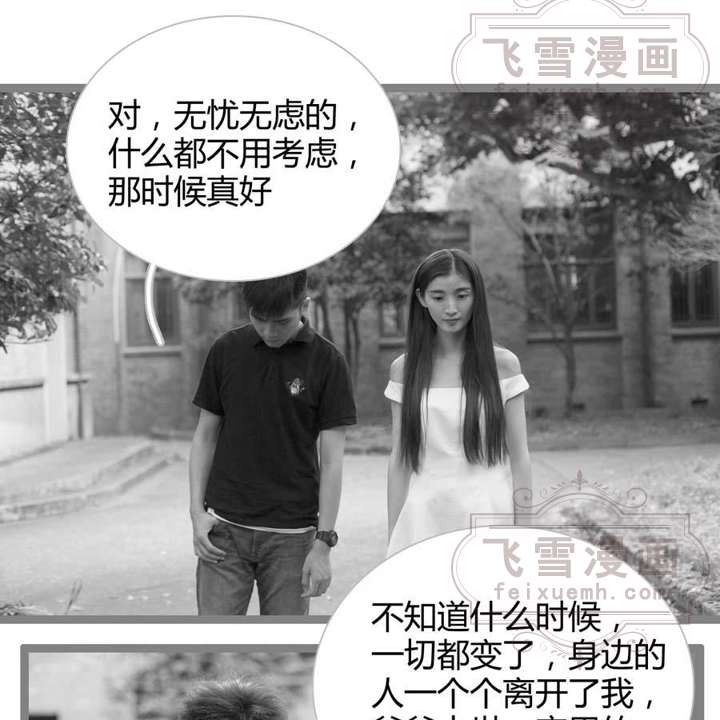 飞雪漫画
feixuemh.com
对，无忧无虑的，
什么都不用考虑，
那时候真好
飞雪漫画
feixuemh.com
不知道什么时候，
一切都变了，身边的
人一个个离开了我，